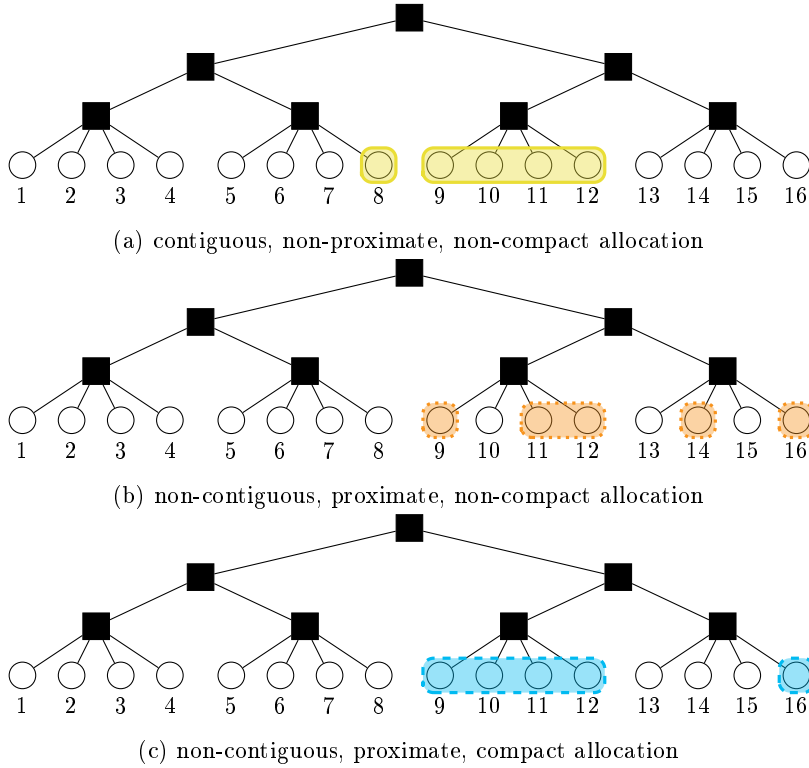 1 2 3 4 5 6 7 8 9 10 11 12 13 14 15 16
(a) contiguous, non-proximate, non-compact allocation
1 2 3 4 5 6 7 8 9 10 11 12 13 14 15 16
(b) non-contiguous, proximate, non-compact allocation
1 2 3 4 5 6 7 8 9 10 11 12 13 14 15 16
(c) non-contiguous, proximate, compact allocation